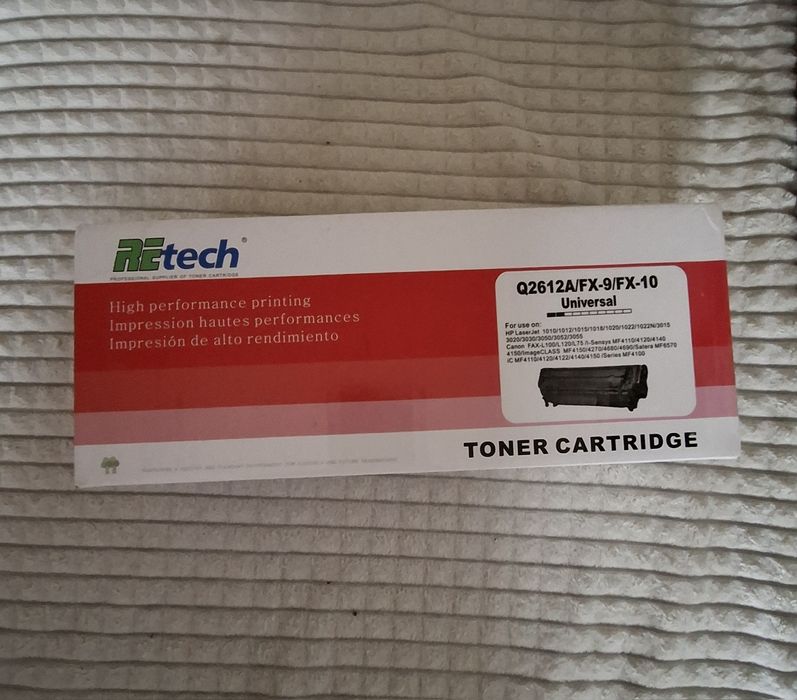 REtech®
PROFESSIONAL SUPPLIER OF TONER CARTRIDGE
High performance printing
Impression hautes performances
Impresión de alto rendimiento
Q2612A/FX-9/FX-10
Universal
For use on:
HP LaserJet 1010/1012/1015/1018/1020/1022/1022N/3015
3020/3030/3050/3052/3055
Canon FAX-L100/L120/L75 /I-Sensys MF4110/4120/4140
4150/imageCLASS MF4150/4270/4680/4690/Satera MF6570
iC MF4110/4120/4122/4140/4150 /Series MF4100
TONER CARTRIDGE